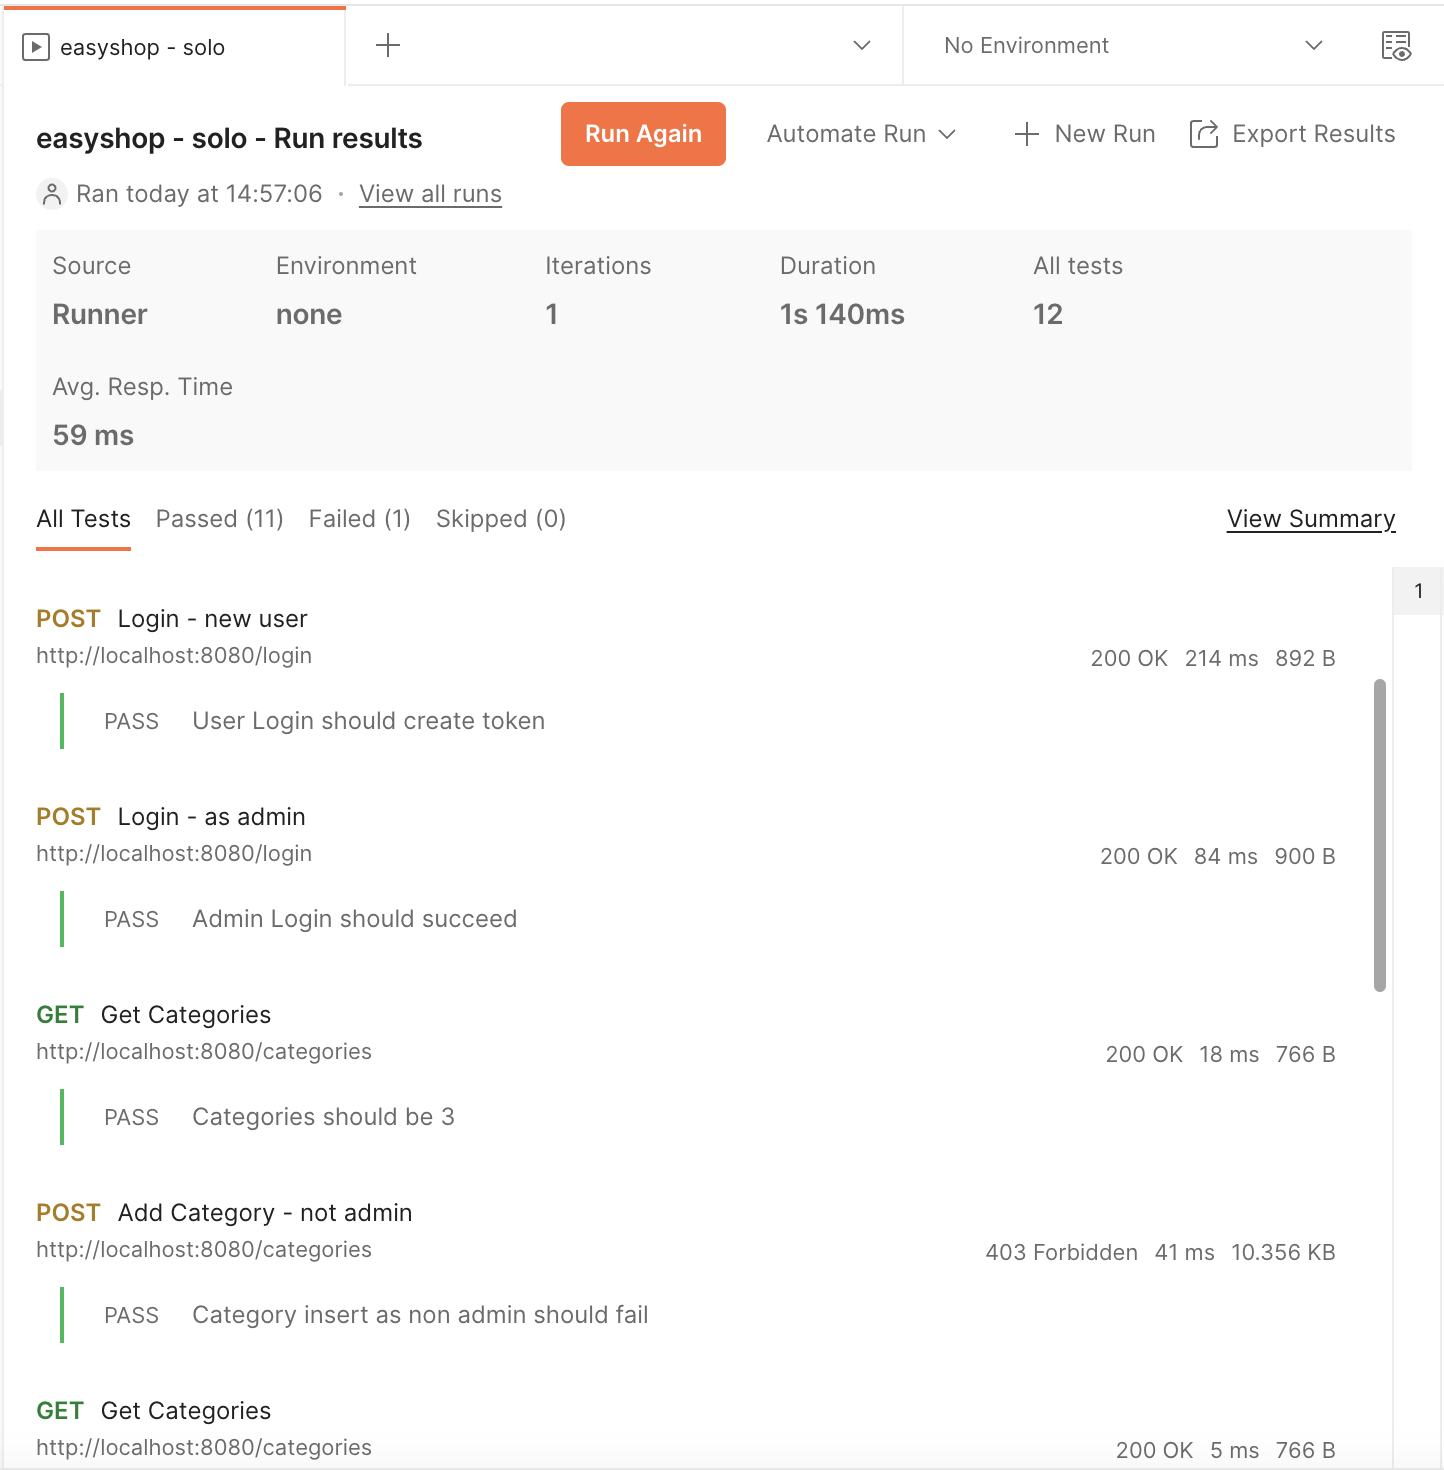 easyshop - solo
No Environment
easyshop - solo - Run results
Run Again
Automate Run
New Run
Export Results
Ran today at 14:57:06 · View all runs
Source Environment Iterations Duration All tests
Runner none 1 1s 140ms 12
Avg. Resp. Time
59 ms
All Tests Passed (11) Failed (1) Skipped (0) View Summary
1
POST Login - new user
http://localhost:8080/login
200 OK 214 ms 892 B
PASS User Login should create token
POST Login - as admin
http://localhost:8080/login
200 OK 84 ms 900 B
PASS Admin Login should succeed
GET Get Categories
http://localhost:8080/categories
200 OK 18 ms 766 B
PASS Categories should be 3
POST Add Category - not admin
http://localhost:8080/categories
403 Forbidden 41 ms 10.356 KB
PASS Category insert as non admin should fail
GET Get Categories
http://localhost:8080/categories
200 OK 5 ms 766 B